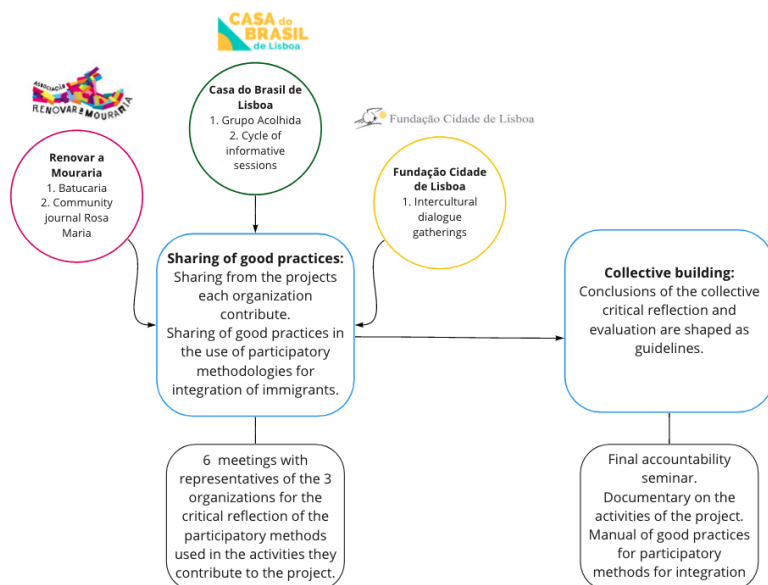 CASA do
BRASIL
de Lisboa
ASSOCIAÇÃO
RENOVAR A MOURARIA
Fundação Cidade de Lisboa
Casa do Brasil de
Lisboa
1. Grupo Acolhida
2. Cycle of
informative
sessions
Renovar a
Mouraria
1. Batucaria
2. Community
journal Rosa
Maria
Fundação Cidade
de Lisboa
1. Intercultural
dialogue
gatherings
Sharing of good practices:
Sharing from the projects
each organization
contribute.
Sharing of good practices in
the use of participatory
methodologies for
integration of immigrants.
Collective building:
Conclusions of the collective
critical reflection and
evaluation are shaped as
guidelines.
6 meetings with
representatives of the 3
organizations for the
critical reflection of the
participatory methods
used in the activities they
contribute to the project.
Final accountability
seminar.
Documentary on the
activities of the project.
Manual of good practices
for participatory
methods for integration